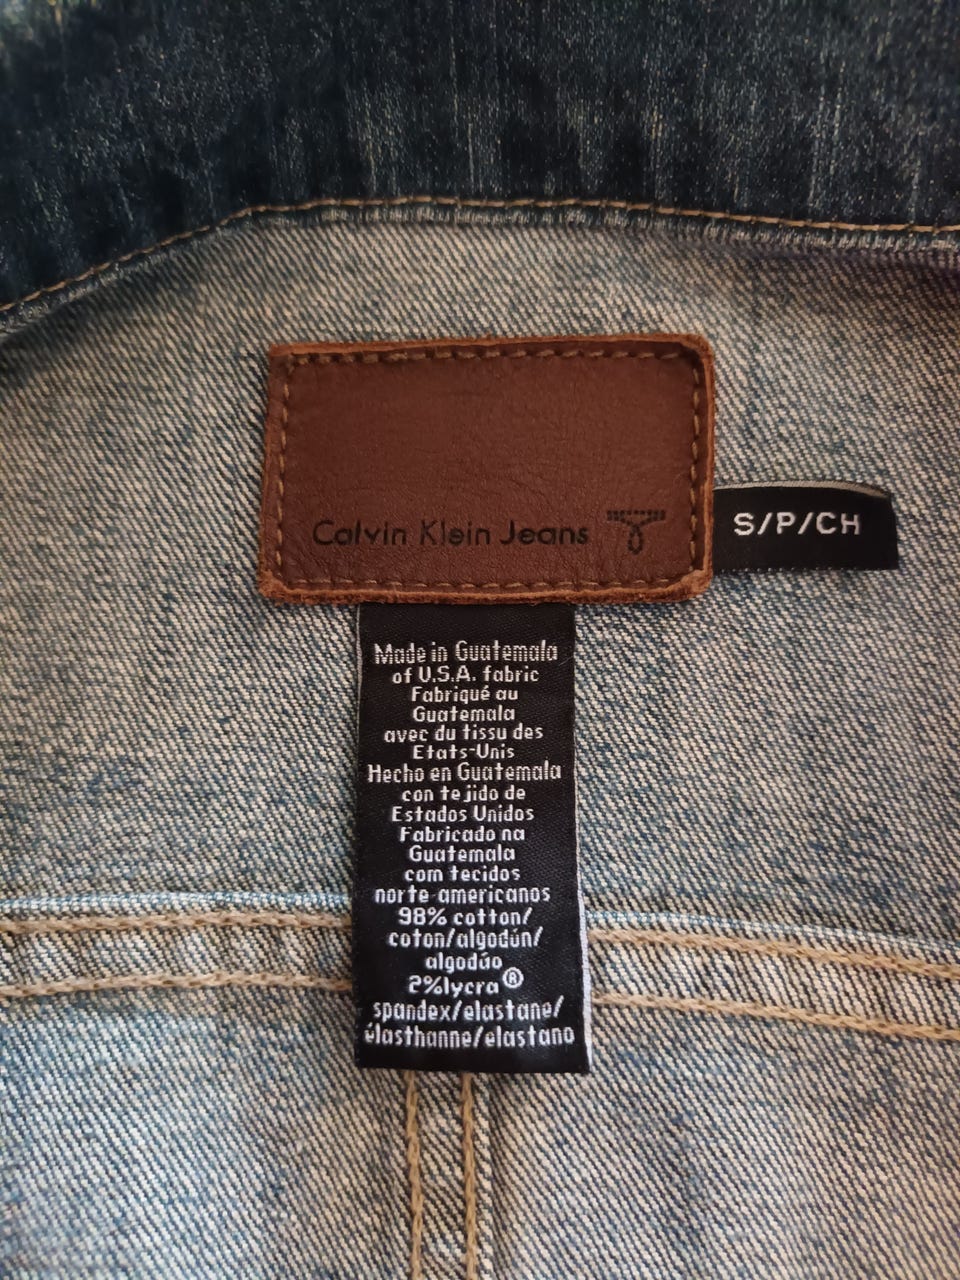 Calvin Klein Jeans
S/P/CH
Made in Guatemala
of U.S.A. fabric
Fabriqué au
Guatemala
avec du tissu des
Etats-Unis
Hecho en Guatemala
con tejido de
Estados Unidos
Fabricado na
Guatemala
com tecidos
norte-americanos
98% cotton/
coton/algodón/
algodão
2%lycra®
spandex/elastane/
élasthanne/elastano